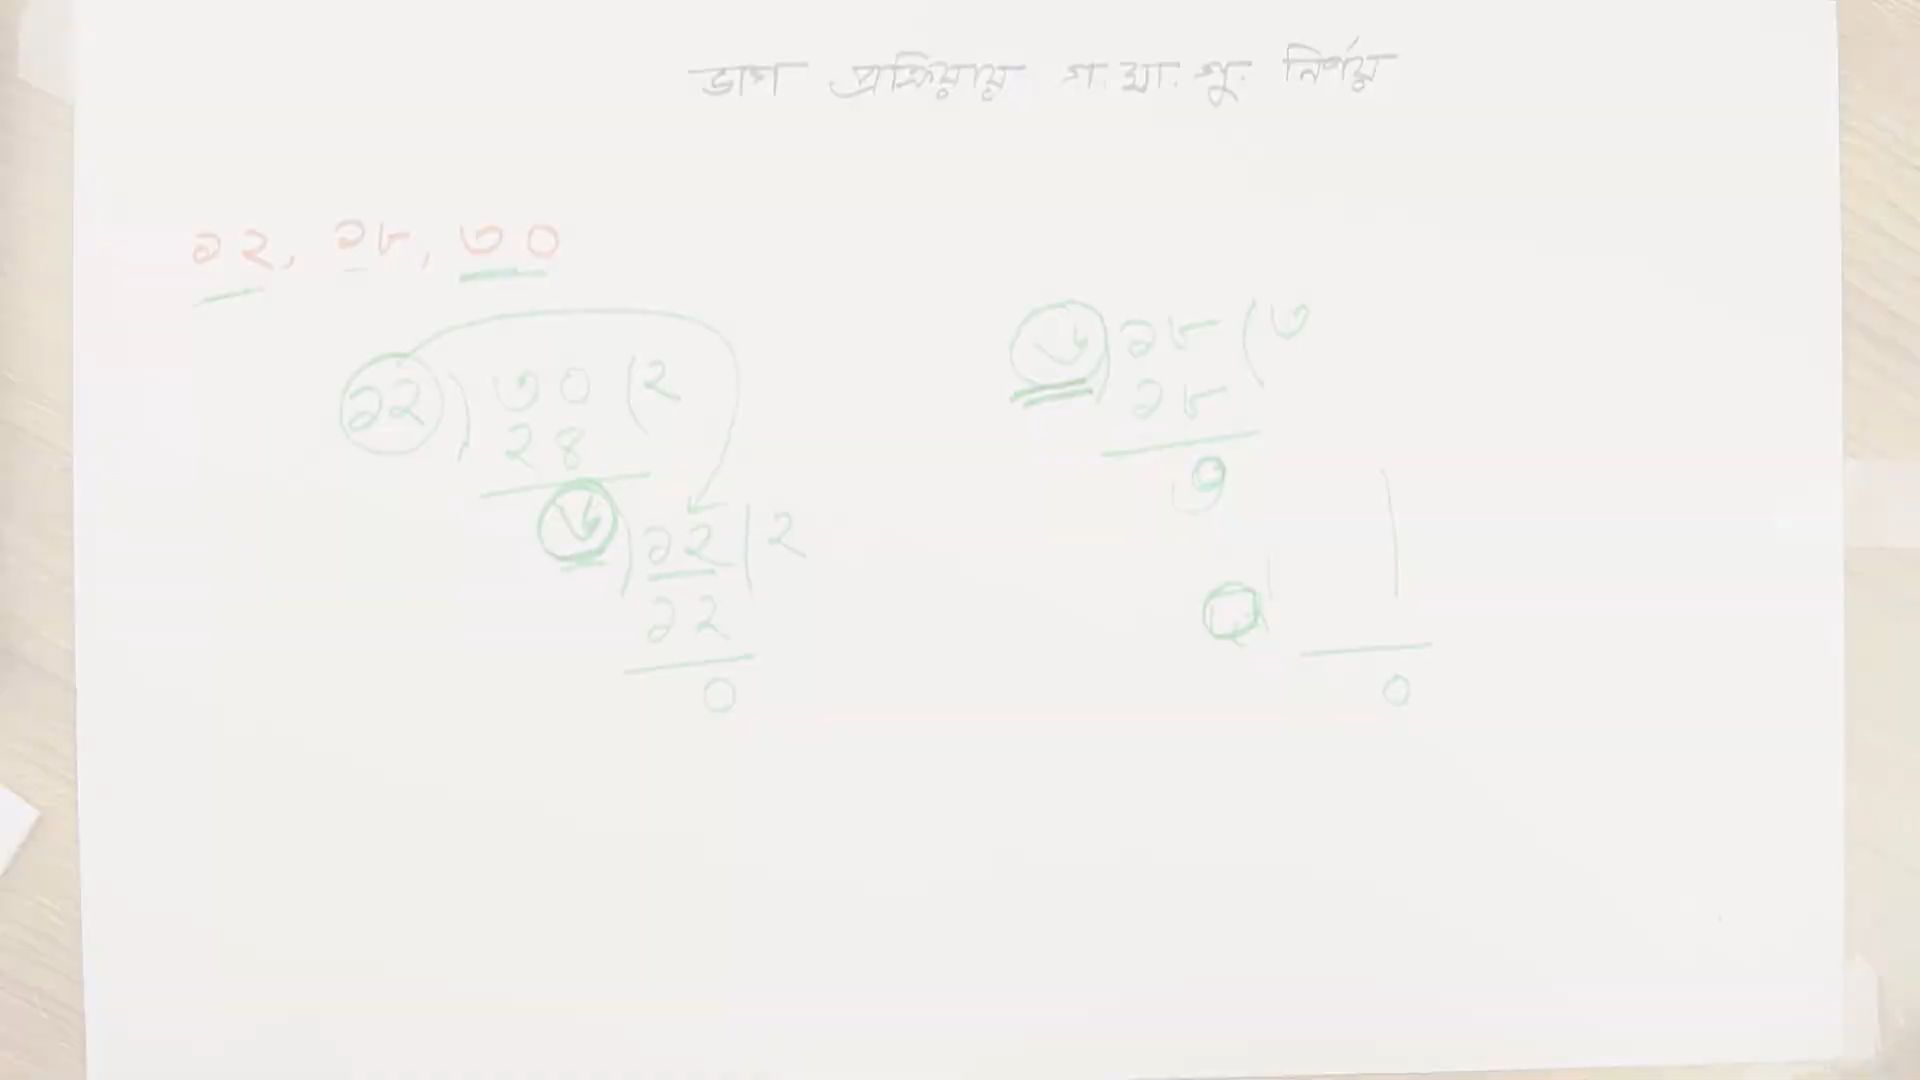 ভাগ প্রক্রিয়ায় গ.সা.গু. নির্ণয়
১২, ১৮, ৩০
১২ ) ৩০ ( ২
২৪
৬ ) ১২ | ২
১২
০
৬ ) ১৮ ( ৩
১৮
০
০